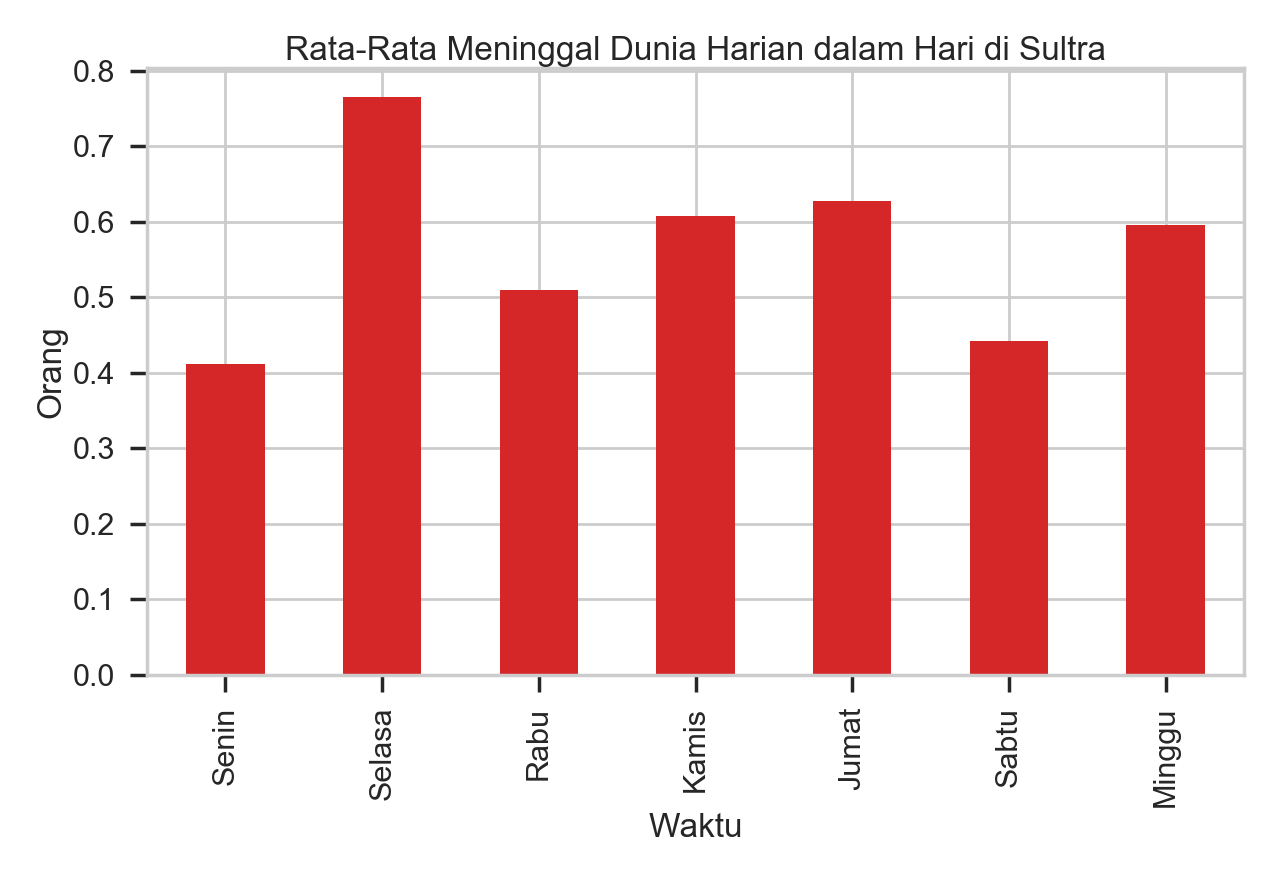 Rata-Rata Meninggal Dunia Harian dalam Hari di Sultra
0.8
0.7
0.6
0.5
0.4
0.3
0.2
0.1
0.0
Orang
Senin
Selasa
Rabu
Kamis
Jumat
Sabtu
Minggu
Waktu